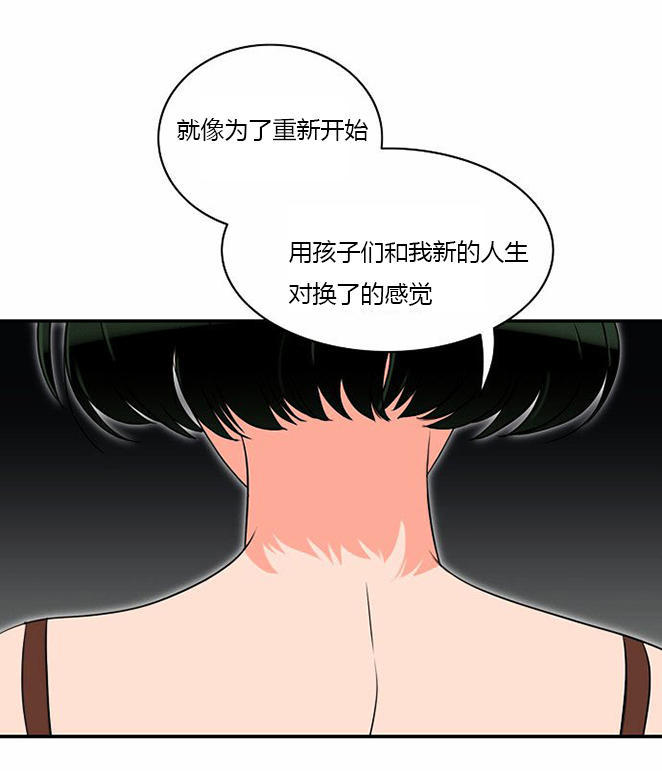 就像为了重新开始
用孩子们和我新的人生
对换了的感觉